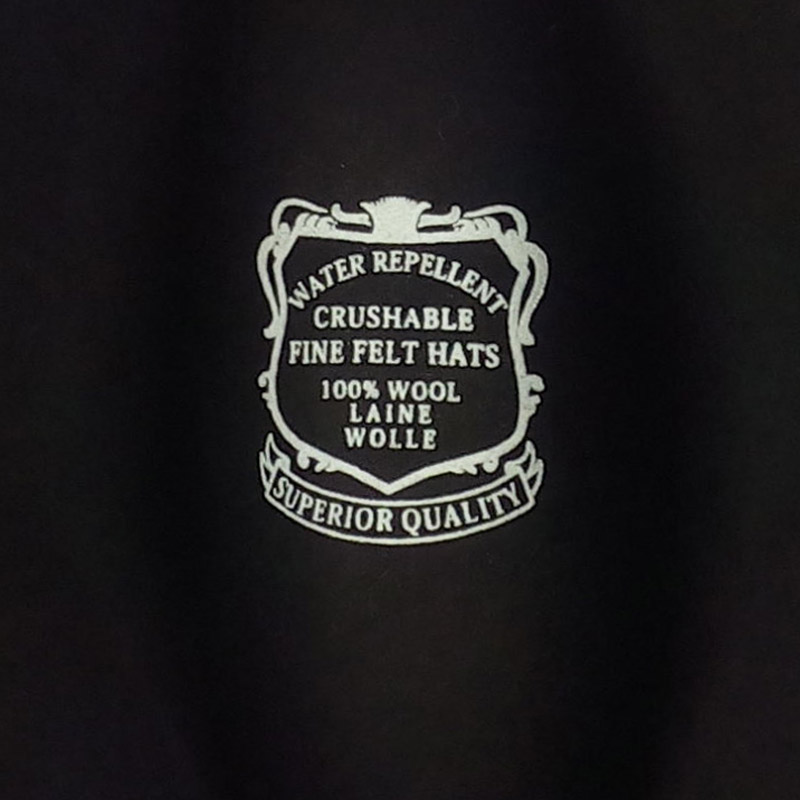 WATER REPELLENT
CRUSHABLE
FINE FELT HATS
100% WOOL
LAINE
WOLLE
SUPERIOR QUALITY